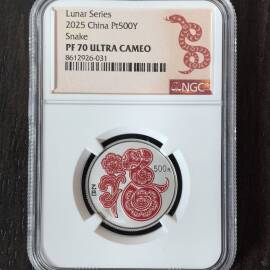 Lunar Series
2025 China Pt500Y
Snake
PF 70 ULTRA CAMEO
8612926-031
NGC
500元